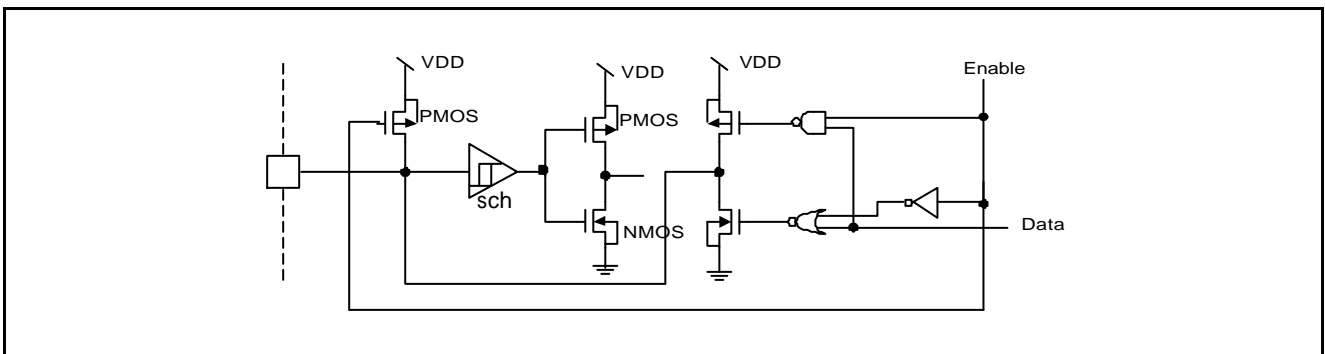 VDD
VDD
VDD
Enable
PMOS
PMOS
sch
NMOS
Data